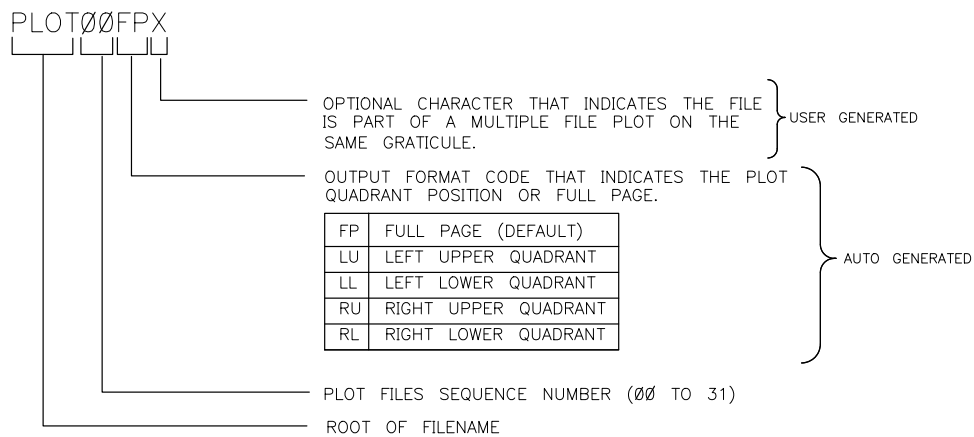 PLOTØØFPX
OPTIONAL CHARACTER THAT INDICATES THE FILE
IS PART OF A MULTIPLE FILE PLOT ON THE
SAME GRATICULE.
USER GENERATED
OUTPUT FORMAT CODE THAT INDICATES THE PLOT
QUADRANT POSITION OR FULL PAGE.
FP FULL PAGE (DEFAULT)
LU LEFT UPPER QUADRANT
LL LEFT LOWER QUADRANT
RU RIGHT UPPER QUADRANT
RL RIGHT LOWER QUADRANT
AUTO GENERATED
PLOT FILES SEQUENCE NUMBER (ØØ TO 31)
ROOT OF FILENAME